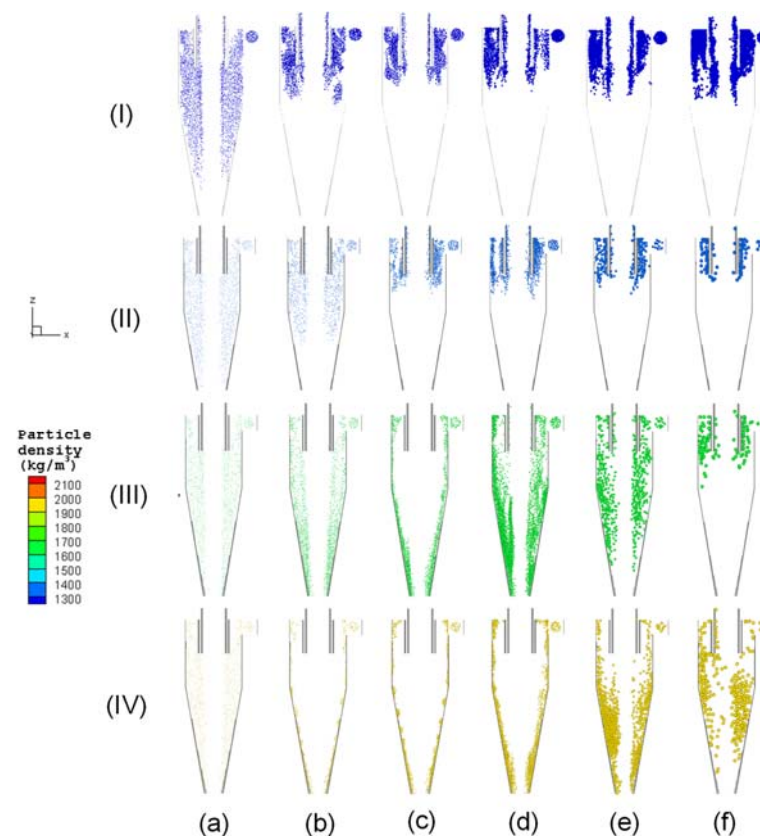 (I)
(II)
z
x
(III)
Particle
density
(kg/m³)
2100
2000
1900
1800
1700
1600
1500
1400
1300
(IV)
(a) (b) (c) (d) (e) (f)